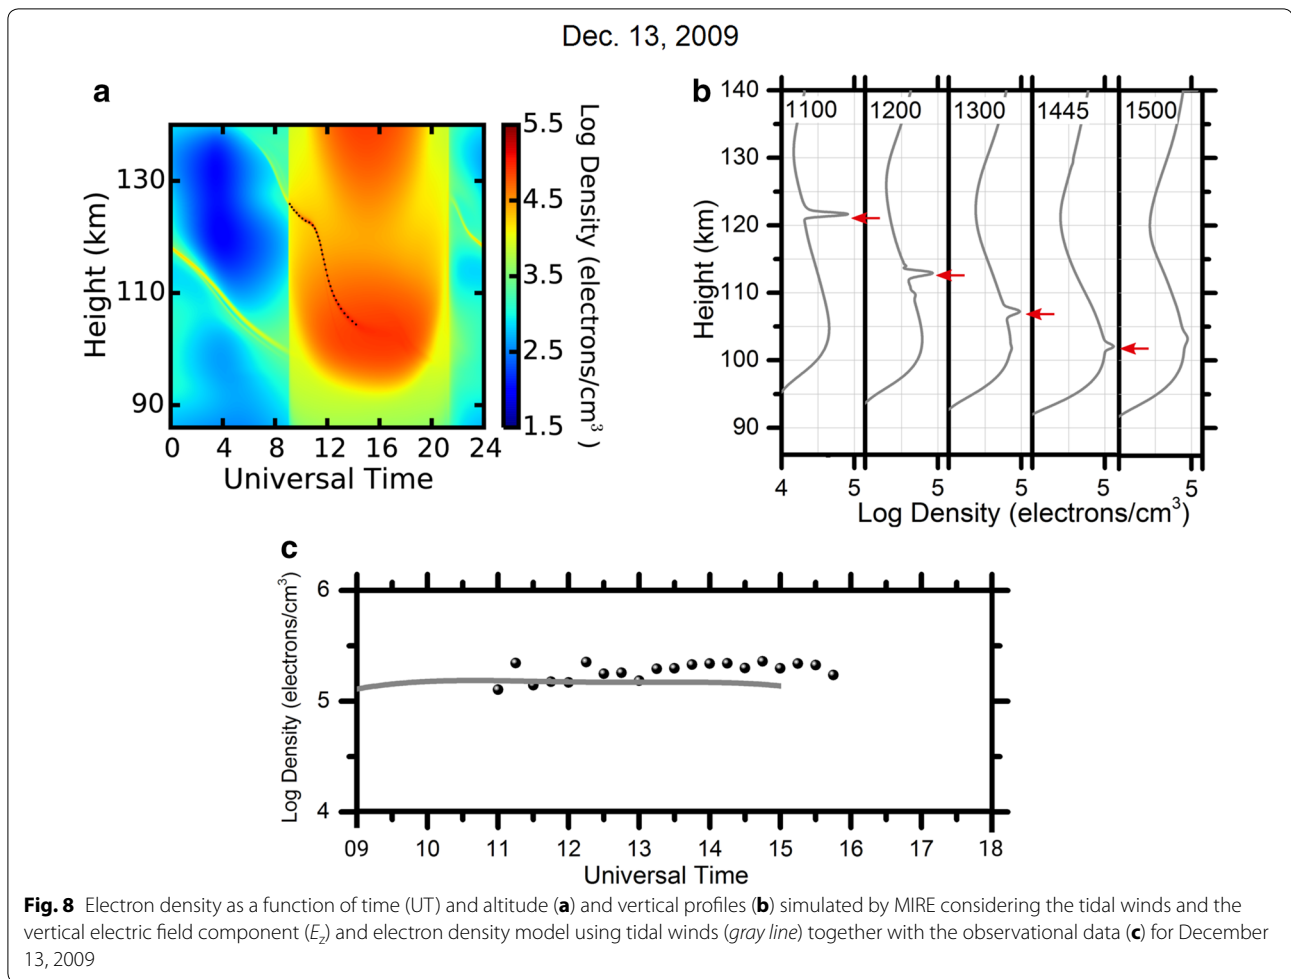 Dec. 13, 2009
a
Height (km)
130
110
90
0 4 8 12 16 20 24
Universal Time
5.5
4.5
3.5
2.5
1.5
Log Density (electrons/cm³)
b
Height (km)
140
130
120
110
100
90
1100 1200 1300 1445 1500
4 5 5 5 5 5
Log Density (electrons/cm³)
c
Log Density (electrons/cm³)
6
5
4
09 10 11 12 13 14 15 16 17 18
Universal Time
Fig. 8 Electron density as a function of time (UT) and altitude (a) and vertical profiles (b) simulated by MIRE considering the tidal winds and the
vertical electric field component (E_z) and electron density model using tidal winds (gray line) together with the observational data (c) for December
13, 2009